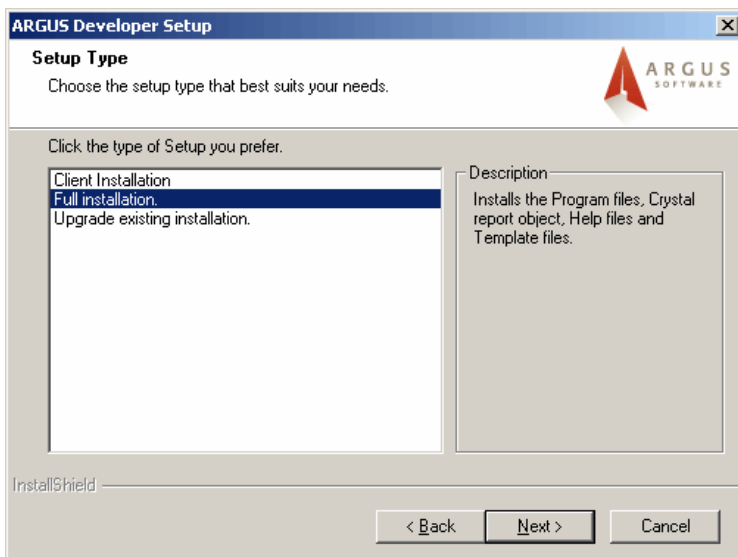 ARGUS Developer Setup
Setup Type
Choose the setup type that best suits your needs.
ARGUS
SOFTWARE
Click the type of Setup you prefer.
Client Installation
Full installation.
Upgrade existing installation.
Description
Installs the Program files, Crystal
report object, Help files and
Template files.
InstallShield
< Back
Next >
Cancel